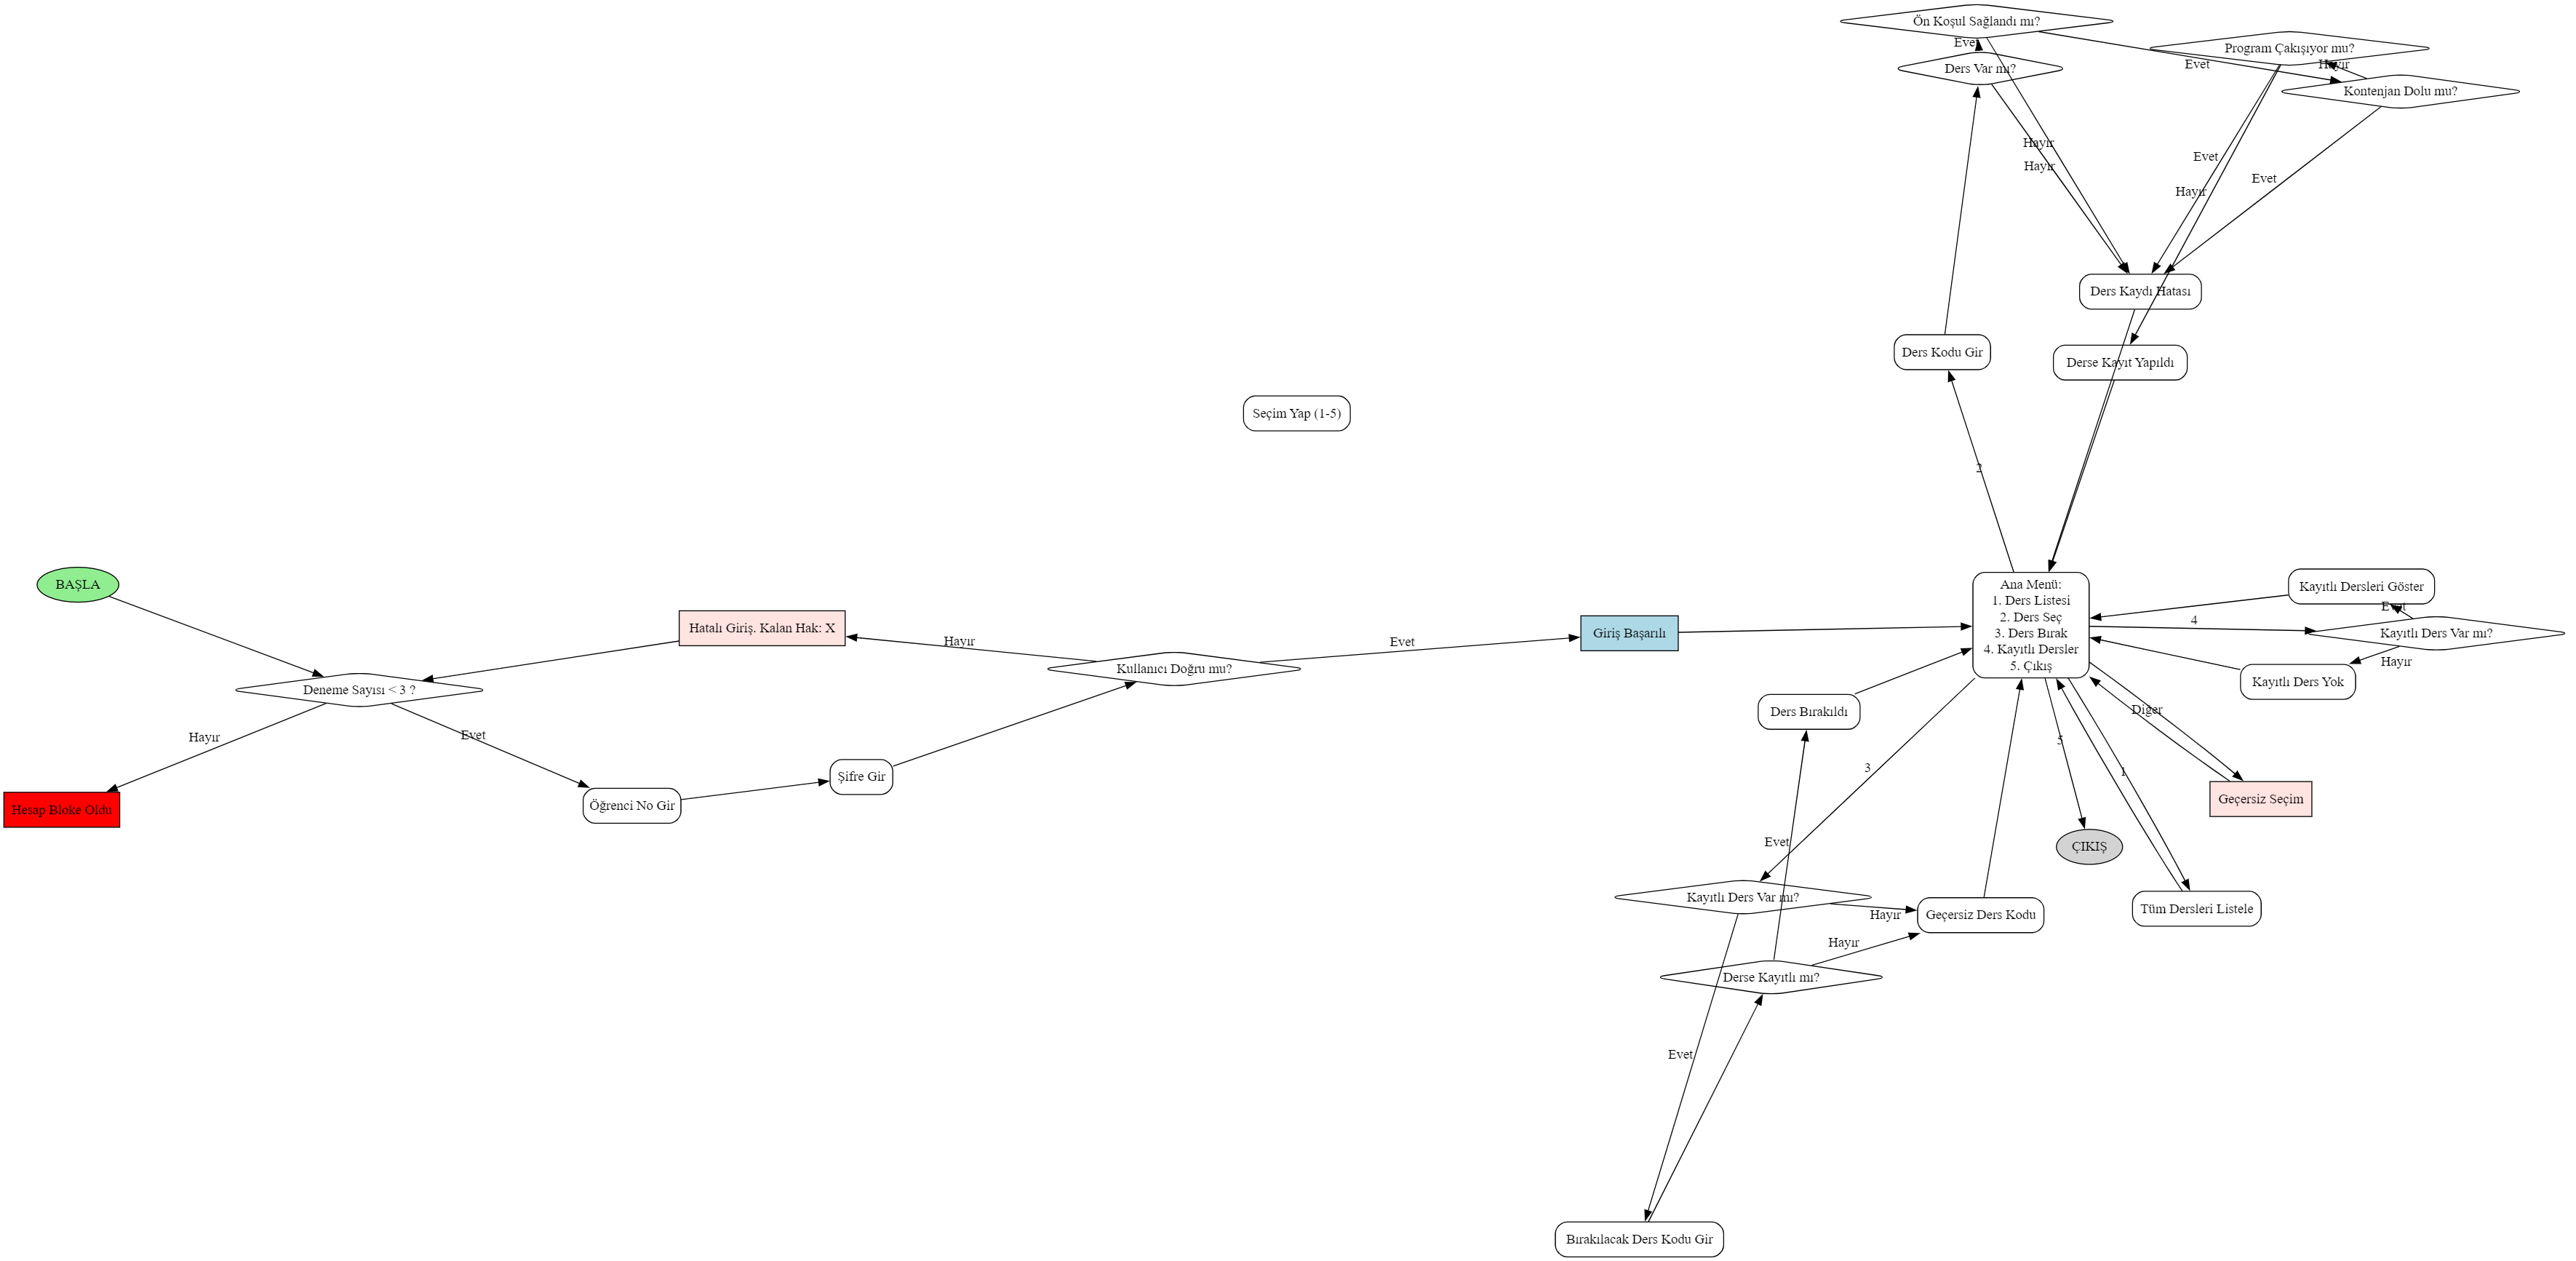 Ön Koşul Sağlandı mı?
Evet
Program Çakışıyor mu?
Evet
Hayır
Ders Var mı?
Kontenjan Dolu mu?
Hayır
Hayır
Evet
Evet
Hayır
Ders Kaydı Hatası
Ders Kodu Gir
Derse Kayıt Yapıldı
Seçim Yap (1-5)
2
BAŞLA
Ana Menü:
1. Ders Listesi
2. Ders Seç
3. Ders Bırak
4. Kayıtlı Dersler
5. Çıkış
Kayıtlı Dersleri Göster
Evet
4
Kayıtlı Ders Var mı?
Hayır
Kayıtlı Ders Yok
Hatalı Giriş. Kalan Hak: X
Hayır
Evet
Giriş Başarılı
Kullanıcı Doğru mu?
Deneme Sayısı < 3 ?
Hayır
Evet
Ders Bırakıldı
Diğer
5
3
1
Şifre Gir
Öğrenci No Gir
Hesap Bloke Oldu
Geçersiz Seçim
ÇIKIŞ
Evet
Kayıtlı Ders Var mı?
Hayır
Geçersiz Ders Kodu
Tüm Dersleri Listele
Hayır
Derse Kayıtlı mı?
Evet
Bırakılacak Ders Kodu Gir